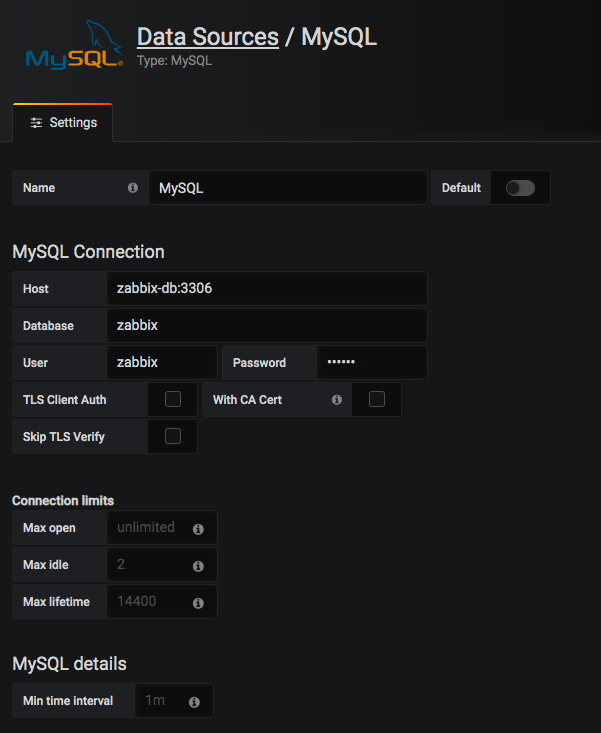 MySQL®
Data Sources / MySQL
Type: MySQL
Settings
Name MySQL Default
MySQL Connection
Host zabbix-db:3306
Database zabbix
User zabbix Password ••••••
TLS Client Auth With CA Cert
Skip TLS Verify
Connection limits
Max open unlimited
Max idle 2
Max lifetime 14400
MySQL details
Min time interval 1m